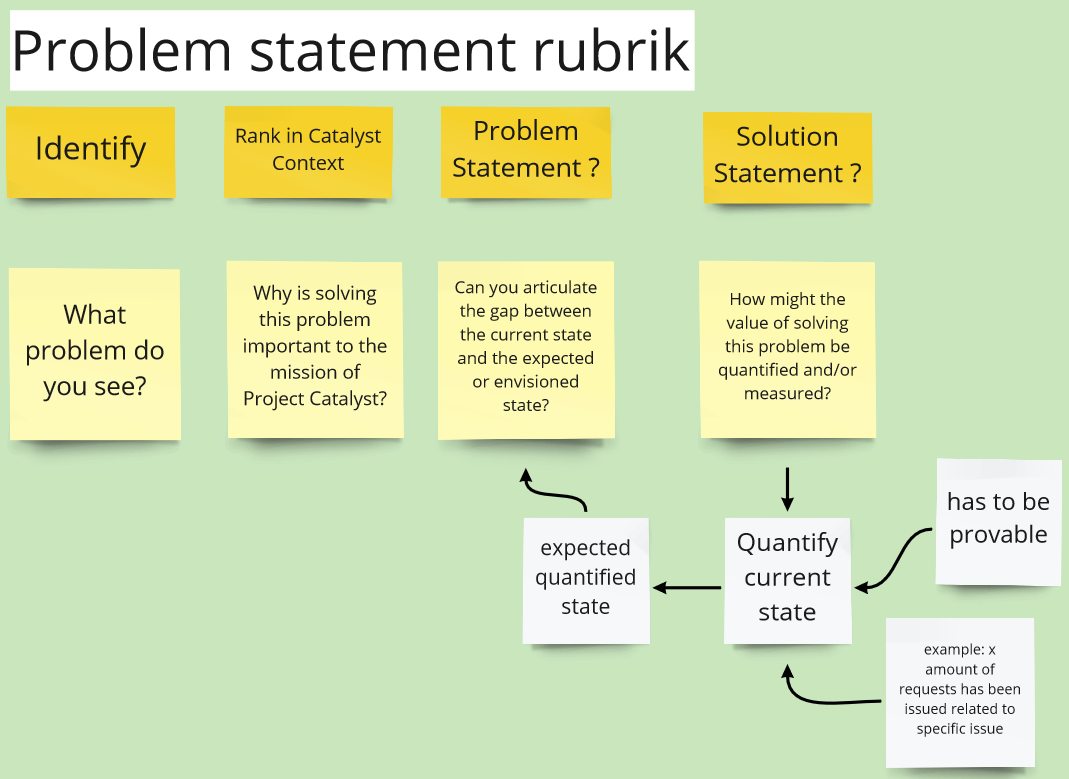 Problem statement rubrik
Identify
Rank in Catalyst
Context
Problem
Statement ?
Solution
Statement ?
What
problem do
you see?
Why is solving
this problem
important to the
mission of
Project Catalyst?
Can you articulate
the gap between
the current state
and the expected
or envisioned
state?
How might the
value of solving
this problem be
quantified and/or
measured?
expected
quantified
state
Quantify
current
state
has to be
provable
example: x
amount of
requests has been
issued related to
specific issue